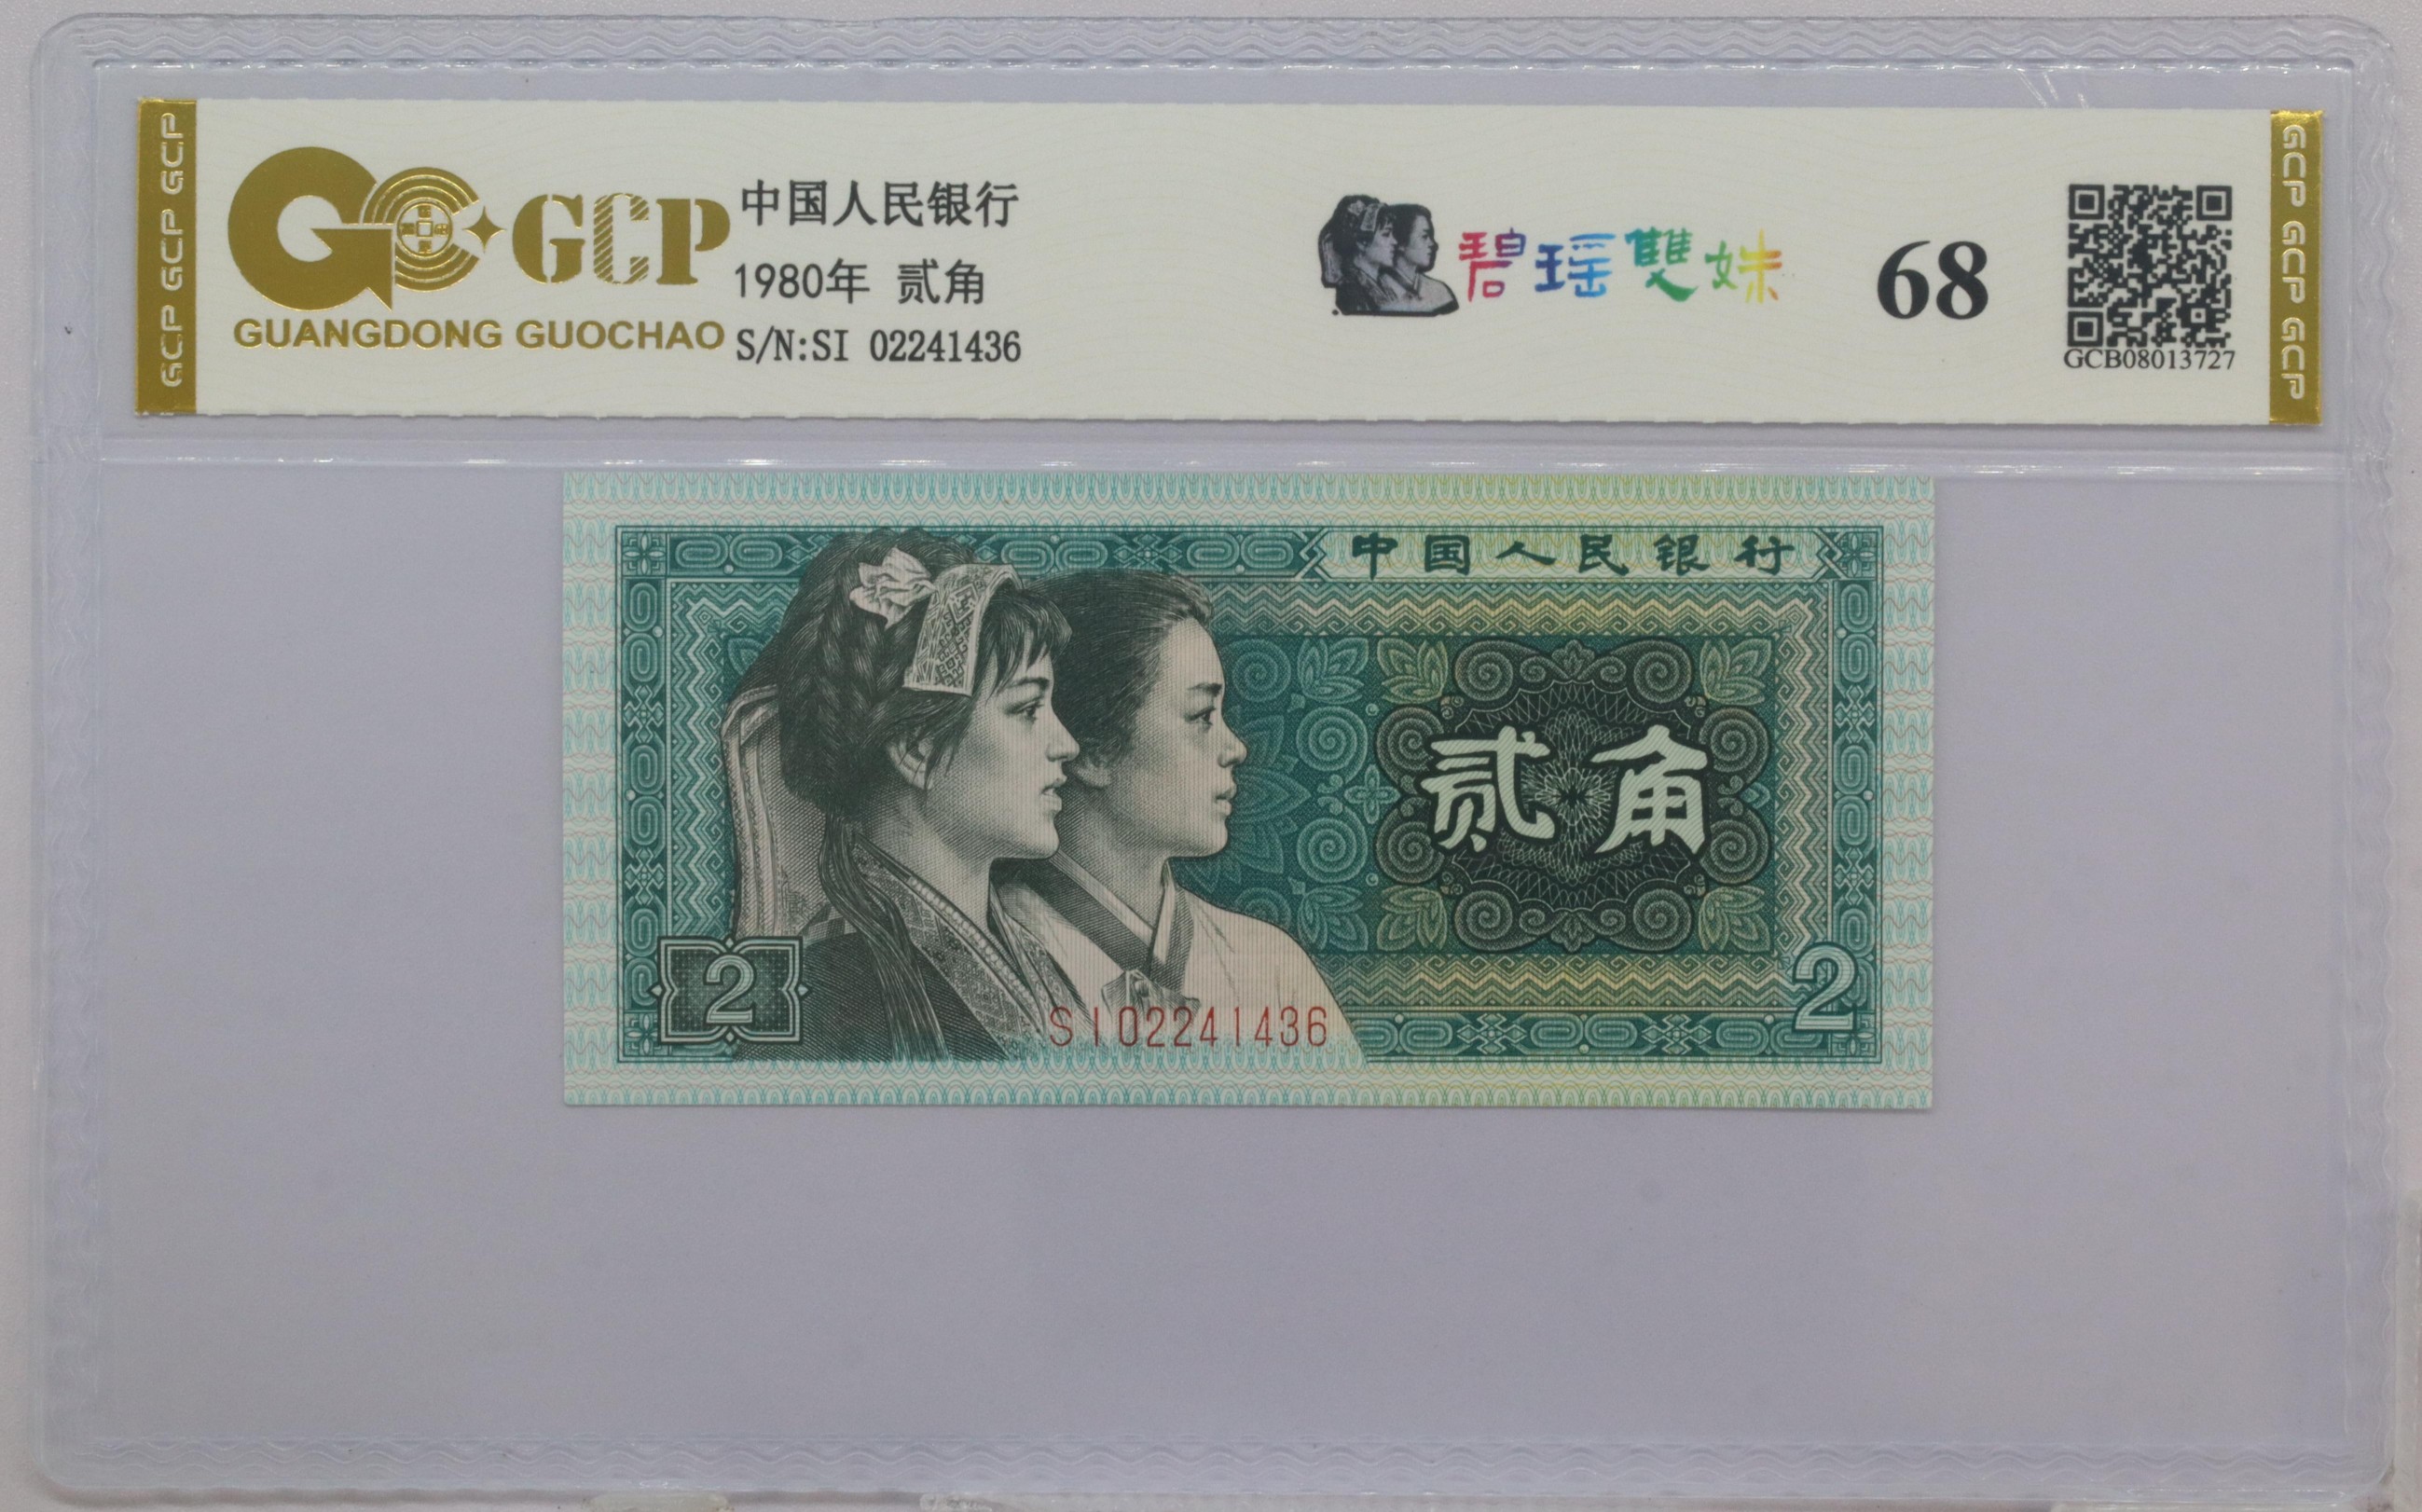 GCP GCP GCP
GCP
GUANGDONG GUOCHAO
中国人民银行
1980年 贰角
S/N:SI 02241436
碧瑶雙姝
68
GCB08013727
GCP GCP GCP
中国人民银行
贰角
2
SI02241436
2